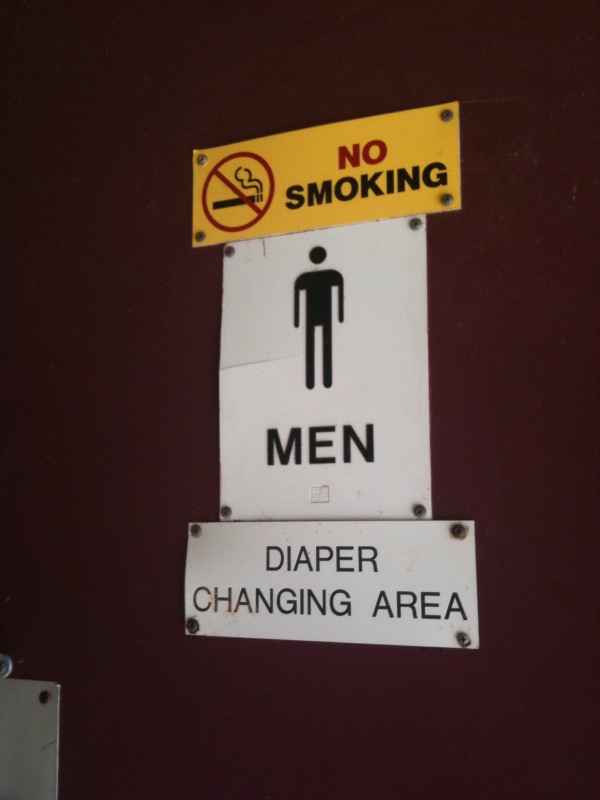 NO
SMOKING
MEN
DIAPER
CHANGING AREA